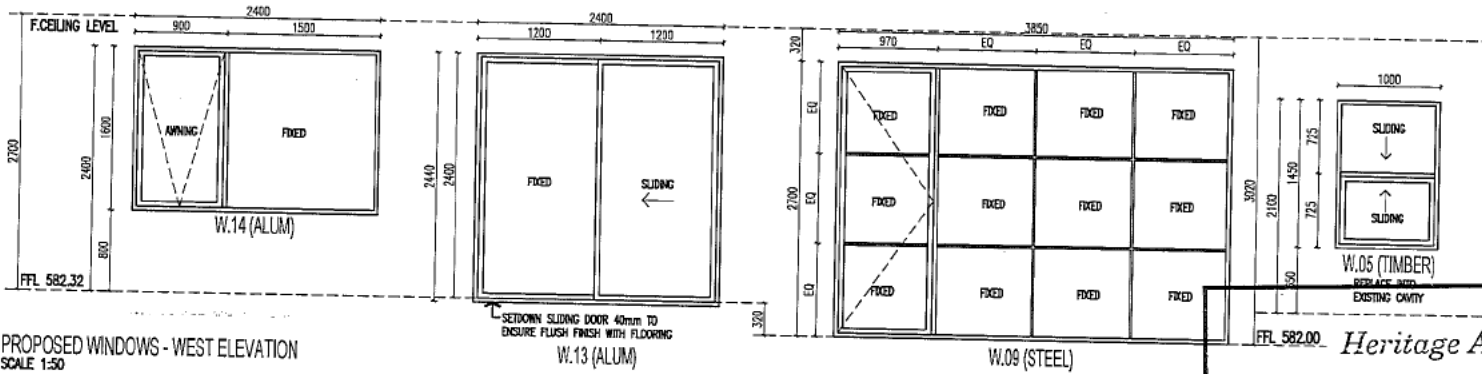 F.CEILING LEVEL
2400
900
1500
2700
1600
2400
800
AWNING
FIXED
W.14 (ALUM)
FFL 582.32
2400
1200
1200
2440
2400
FIXED
SLIDING
SETDOWN SLIDING DOOR 40mm TO
ENSURE FLUSH FINISH WITH FLOORING
W.13 (ALUM)
320
320
3850
970
EQ
EQ
EQ
2700
EQ
EQ
EQ
FIXED
FIXED
FIXED
FIXED
FIXED
FIXED
FIXED
FIXED
FIXED
FIXED
FIXED
FIXED
W.09 (STEEL)
3020
1000
2100
1450
725
725
SLIDING
SLIDING
W.05 (TIMBER)
REPLACE INTO
EXISTING CAVITY
FFL 582.00
Heritage A
PROPOSED WINDOWS - WEST ELEVATION
SCALE 1:50